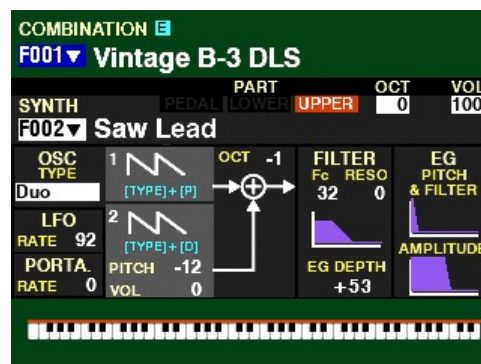 COMBINATION E
F001▼ Vintage B-3 DLS
PART OCT VOL
SYNTH PEDAL LOWER UPPER 0 100
F002▼ Saw Lead
OSC TYPE
Duo
LFO
RATE 92
PORTA.
RATE 0
1
[TYPE]+[P]
2
[TYPE]+[D]
PITCH -12
VOL 0
OCT -1
FILTER
Fc RESO
32 0
EG DEPTH
+53
EG
PITCH
& FILTER
AMPLITUDE